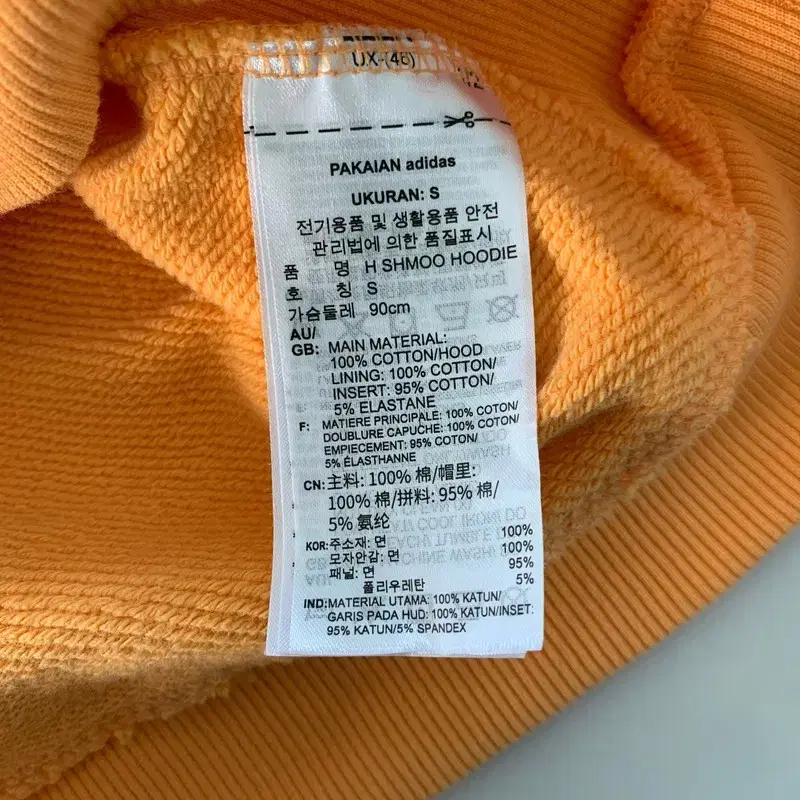 UX-(46)
PAKAIAN adidas
UKURAN: S
전기용품 및 생활용품 안전
관리법에 의한 품질표시
품 명 H SHMOO HOODIE
호 칭 S
가슴둘레 90cm
AU/
GB: MAIN MATERIAL:
100% COTTON/HOOD
LINING: 100% COTTON/
INSERT: 95% COTTON/
5% ELASTANE
F: MATIERE PRINCIPALE: 100% COTON/
DOUBLURE CAPUCHE: 100% COTON/
EMPIECEMENT: 95% COTON/
5% ÉLASTHANNE
CN: 主料: 100% 棉/帽里:
100% 棉/拼料: 95% 棉/
5% 氨纶
KOR: 주소재: 면 100%
모자안감: 면 100%
패널: 면 95%
폴리우레탄 5%
IND: MATERIAL UTAMA: 100% KATUN/
GARIS PADA HUD: 100% KATUN/INSET:
95% KATUN/5% SPANDEX